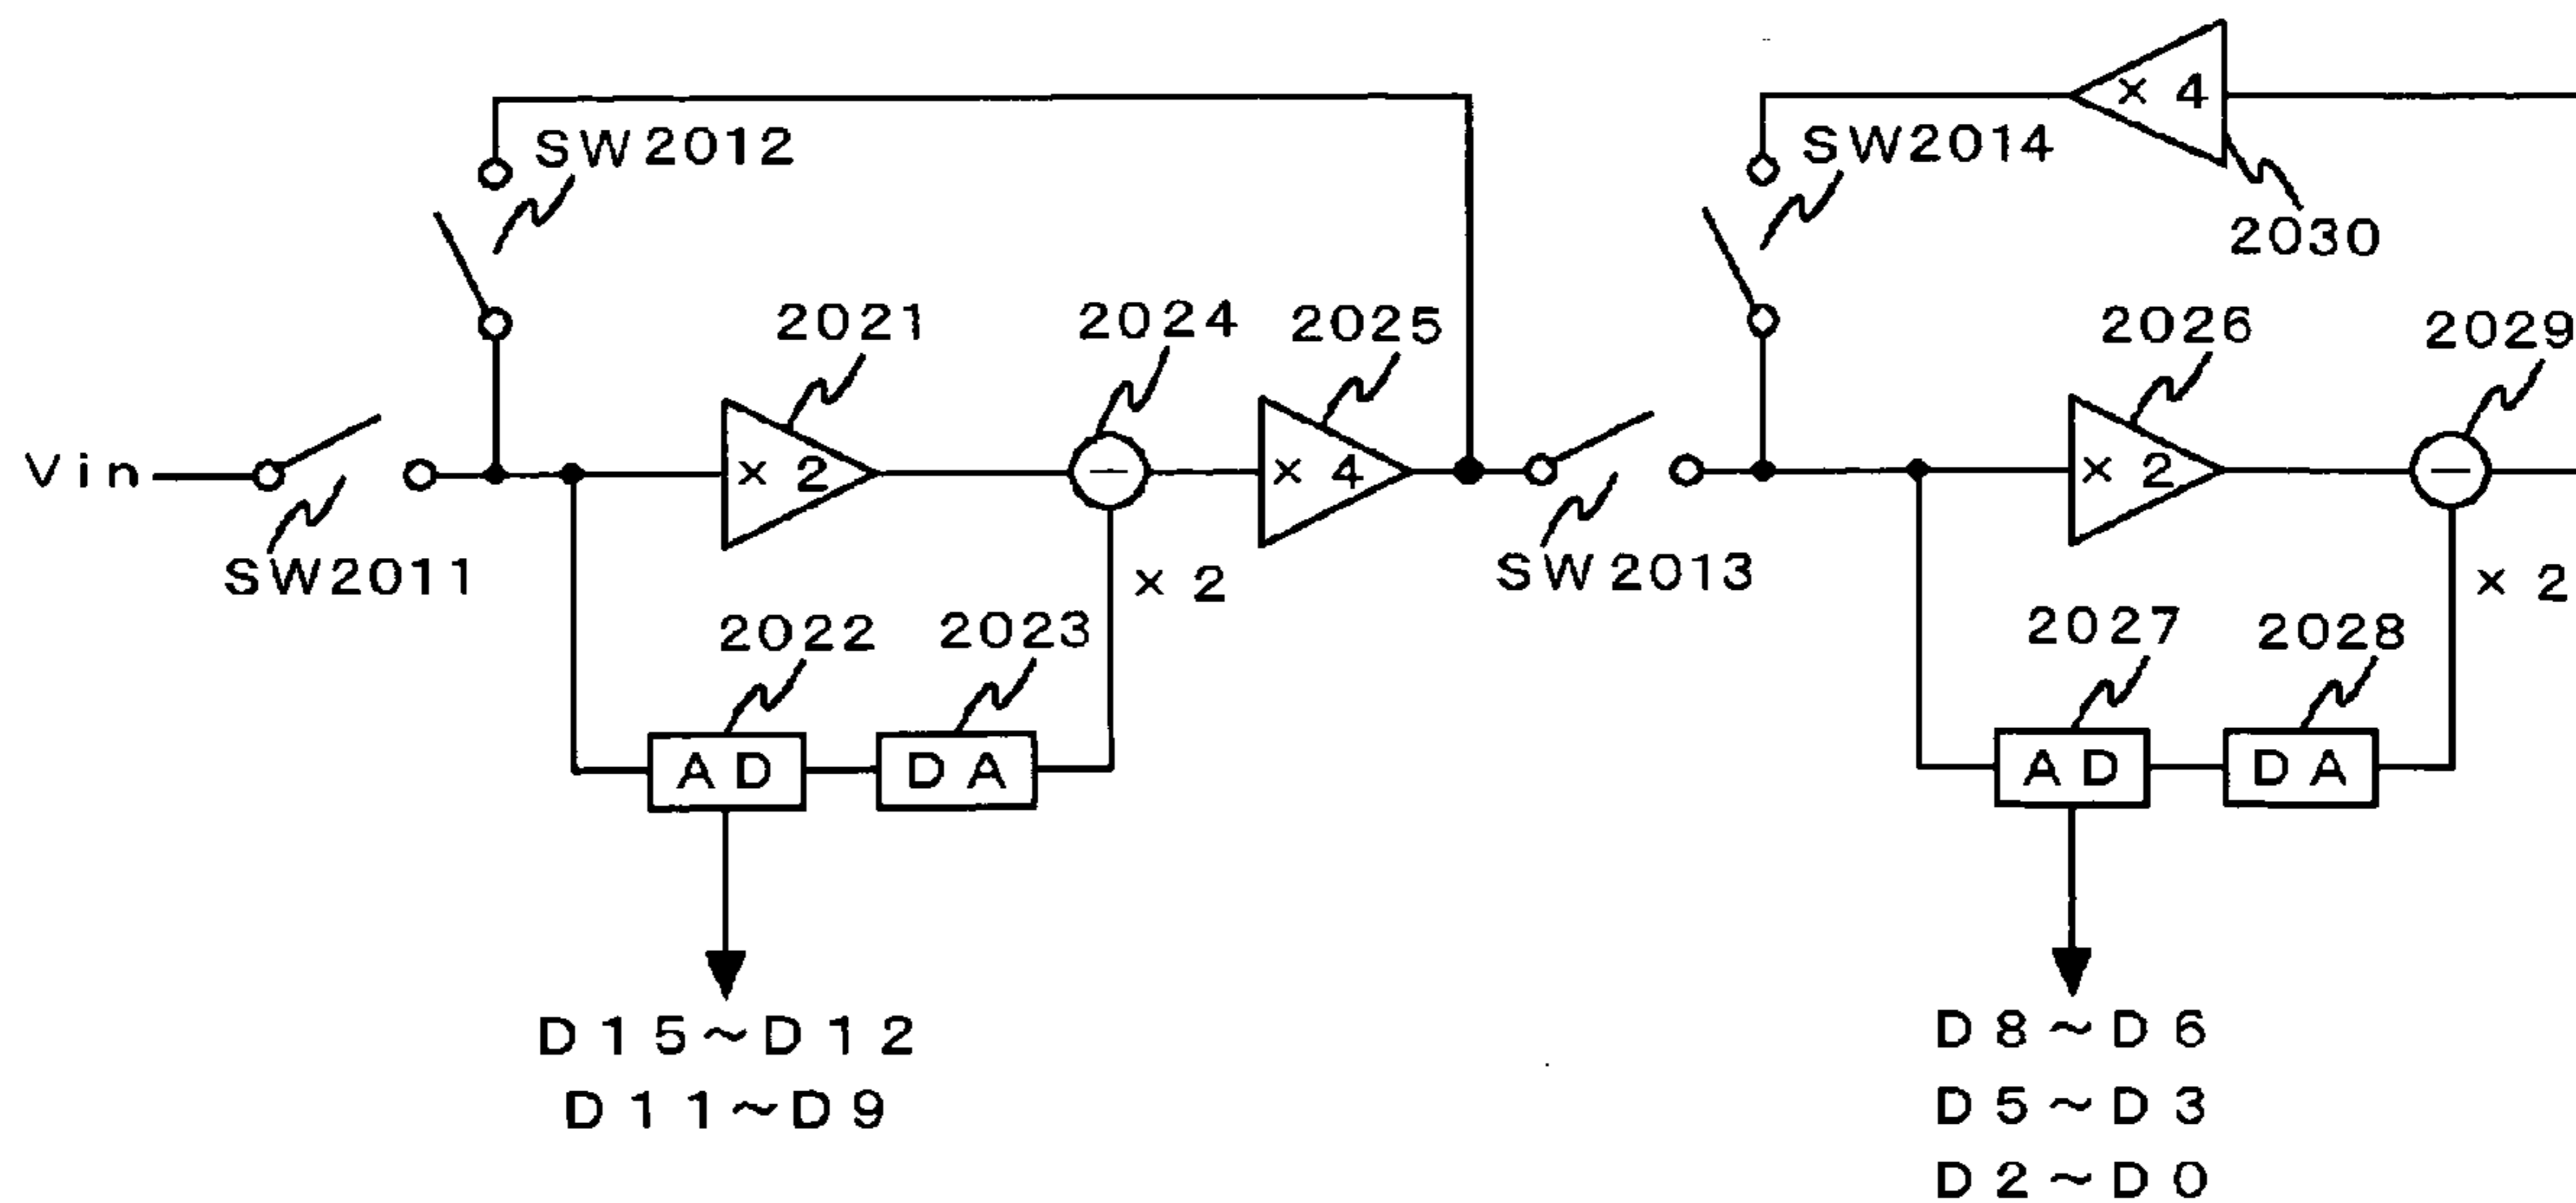 × 4
SW2012
SW2014
2030
2021
2024
2025
2026
2029
Vin
× 2
−
× 4
× 2
−
SW2011
× 2
SW2013
× 2
2022
2023
2027
2028
AD
DA
AD
DA
D15~D12
D11~D9
D8~D6
D5~D3
D2~D0